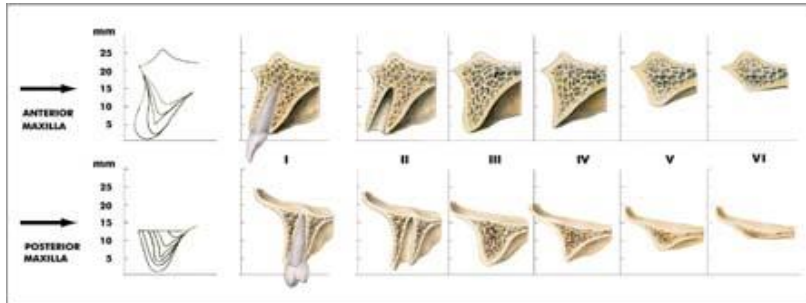 mm
25
20
15
10
5
ANTERIOR
MAXILLA
I II III IV V VI
mm
25
20
15
10
5
POSTERIOR
MAXILLA